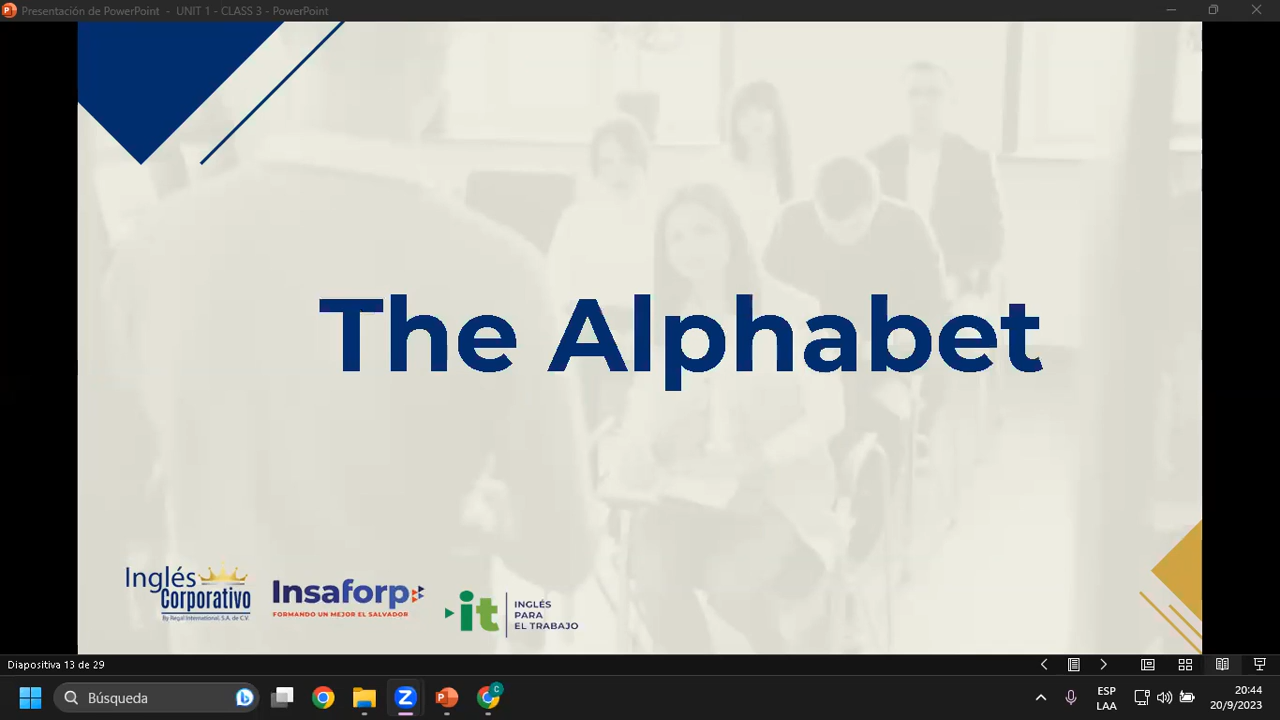 Presentación de PowerPoint - UNIT 1 - CLASS 3 - PowerPoint
The Alphabet
Inglés
Corporativo
By Regal International, S.A. de C.V.
Insaforp
FORMANDO UN MEJOR EL SALVADOR
it
INGLÉS
PARA
EL TRABAJO
Diapositiva 13 de 29
Búsqueda
C
ESP
LAA
20:44
20/9/2023